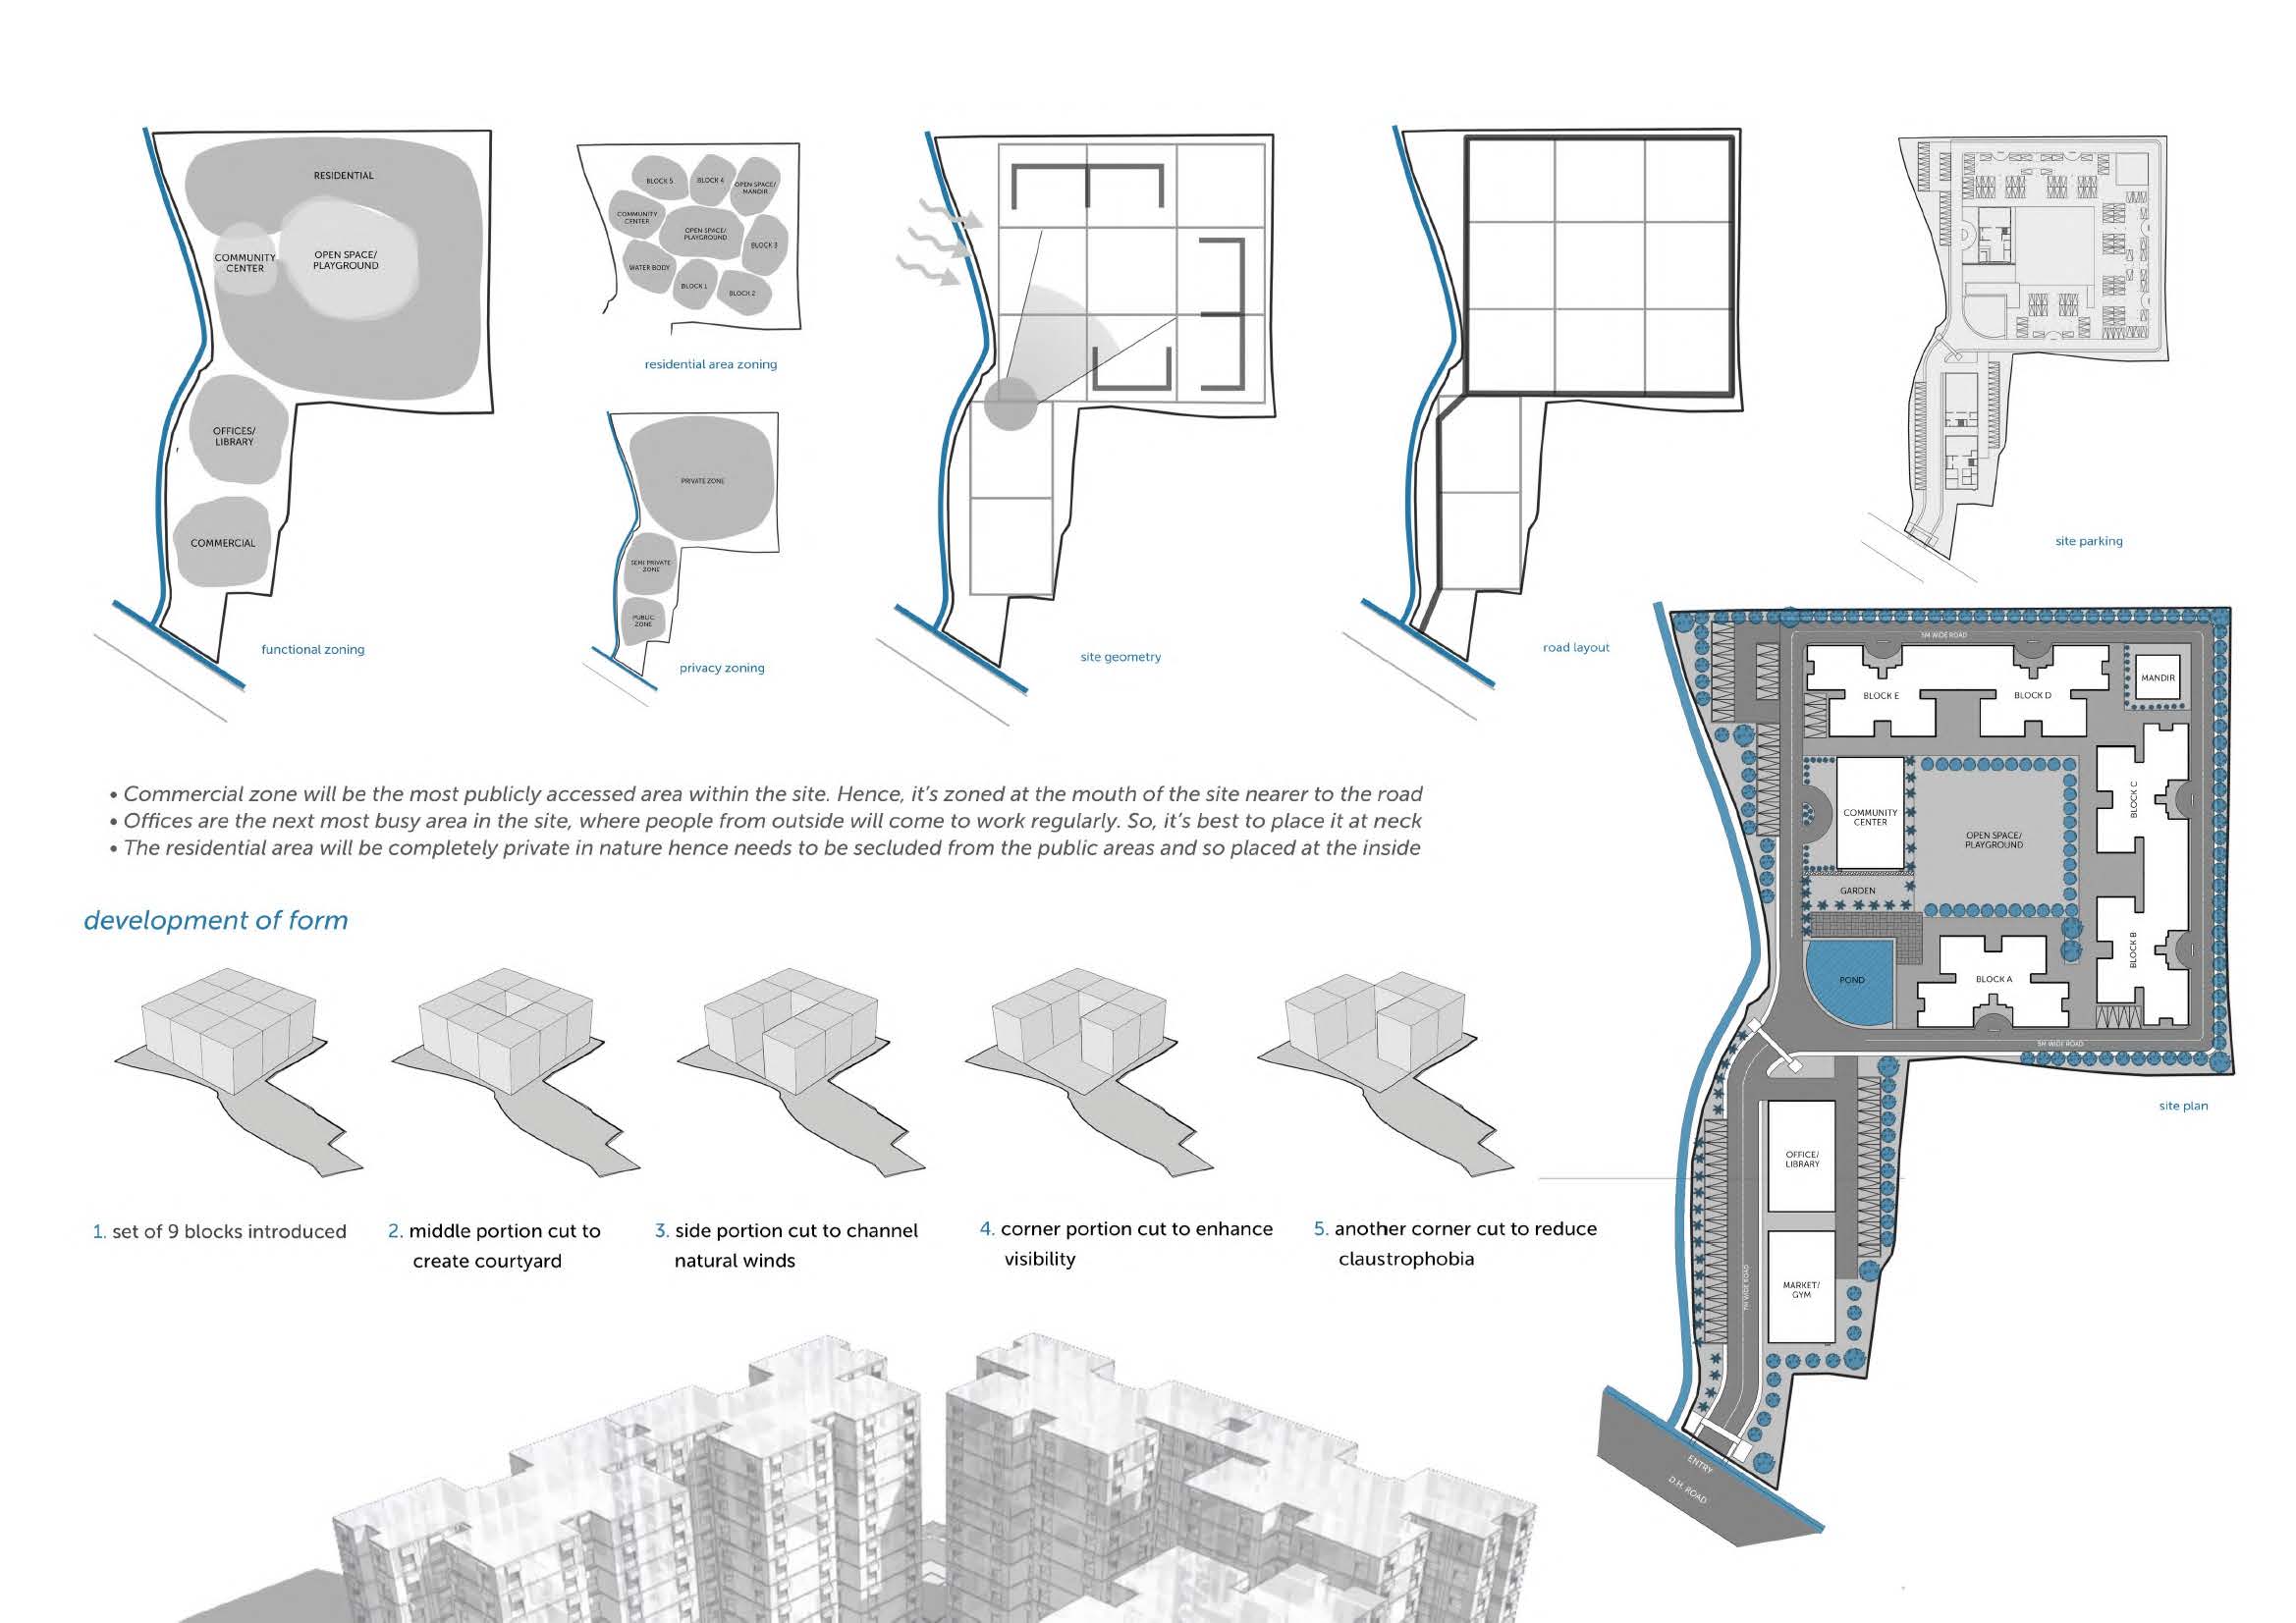 RESIDENTIAL
COMMUNITY
CENTER
OPEN SPACE/
PLAYGROUND
OFFICES/
LIBRARY
COMMERCIAL
functional zoning
BLOCK 5
BLOCK 4
OPEN SPACE/
MANDIR
COMMUNITY
CENTER
OPEN SPACE/
PLAYGROUND
BLOCK 3
WATER BODY
BLOCK 1
BLOCK 2
residential area zoning
PRIVATE ZONE
SEMI PRIVATE
ZONE
PUBLIC
ZONE
privacy zoning
site geometry
road layout
site parking
• Commercial zone will be the most publicly accessed area within the site. Hence, it's zoned at the mouth of the site nearer to the road
• Offices are the next most busy area in the site, where people from outside will come to work regularly. So, it's best to place it at neck
• The residential area will be completely private in nature hence needs to be secluded from the public areas and so placed at the inside
development of form
1. set of 9 blocks introduced
2. middle portion cut to
create courtyard
3. side portion cut to channel
natural winds
4. corner portion cut to enhance
visibility
5. another corner cut to reduce
claustrophobia
5M WIDE ROAD
BLOCK E
BLOCK D
MANDIR
BLOCK C
COMMUNITY
CENTER
OPEN SPACE/
PLAYGROUND
GARDEN
BLOCK B
POND
BLOCK A
5M WIDE ROAD
site plan
OFFICE/
LIBRARY
MARKET/
GYM
7M WIDE ROAD
ENTRY
D.H. ROAD